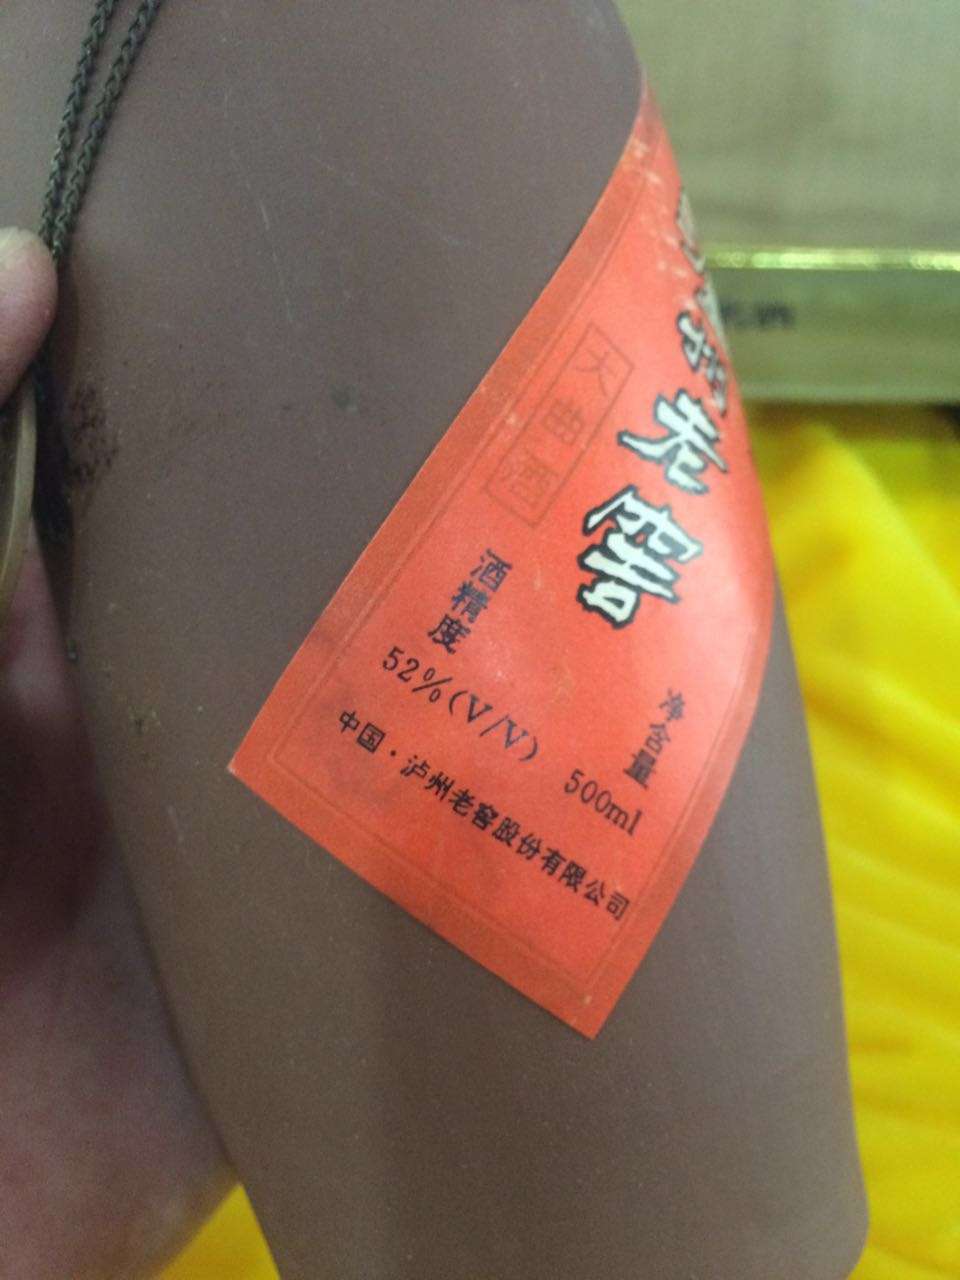 老窖
大曲酒
酒精度
52%(V/V)
净含量
500ml
中国·泸州老窖股份有限公司